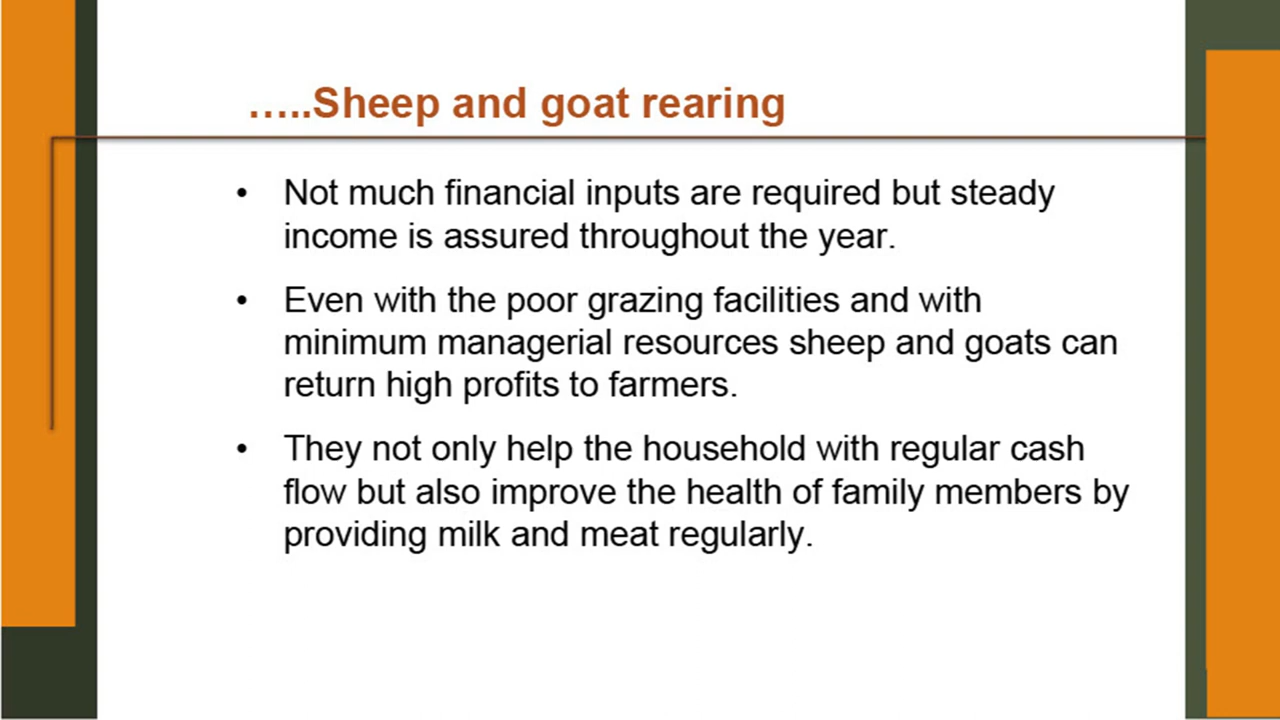 …..Sheep and goat rearing
• Not much financial inputs are required but steady
income is assured throughout the year.
• Even with the poor grazing facilities and with
minimum managerial resources sheep and goats can
return high profits to farmers.
• They not only help the household with regular cash
flow but also improve the health of family members by
providing milk and meat regularly.